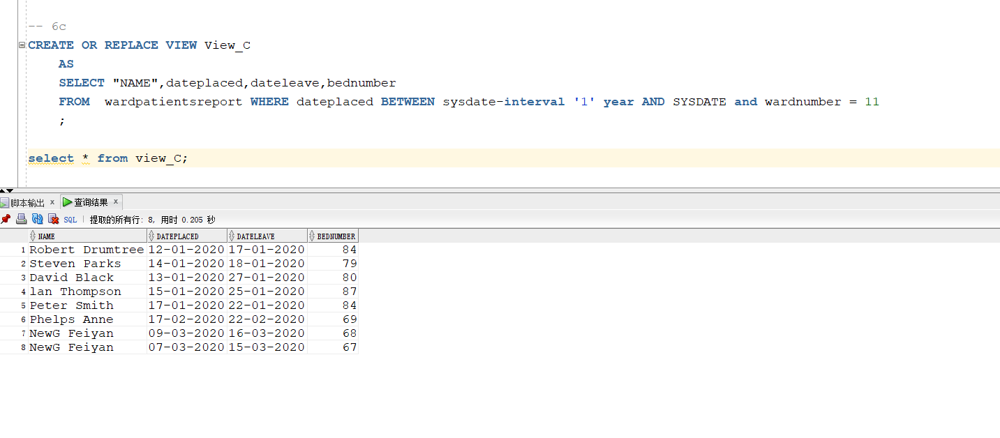 -- 6c
CREATE OR REPLACE VIEW View_C
AS
SELECT "NAME",dateplaced,dateleave,bednumber
FROM  wardpatientsreport WHERE dateplaced BETWEEN sysdate-interval '1' year AND SYSDATE and wardnumber = 11
;
select * from view_C;
脚本输出 x 查询结果 x
SQL | 提取的所有行: 8, 用时 0.205 秒
NAME DATEPLACED DATELEAVE BEDNUMBER
1 Robert Drumtree 12-01-2020 17-01-2020 84
2 Steven Parks 14-01-2020 18-01-2020 79
3 David Black 13-01-2020 27-01-2020 80
4 lan Thompson 15-01-2020 25-01-2020 87
5 Peter Smith 17-01-2020 22-01-2020 84
6 Phelps Anne 17-02-2020 22-02-2020 69
7 NewG Feiyan 09-03-2020 16-03-2020 68
8 NewG Feiyan 07-03-2020 15-03-2020 67